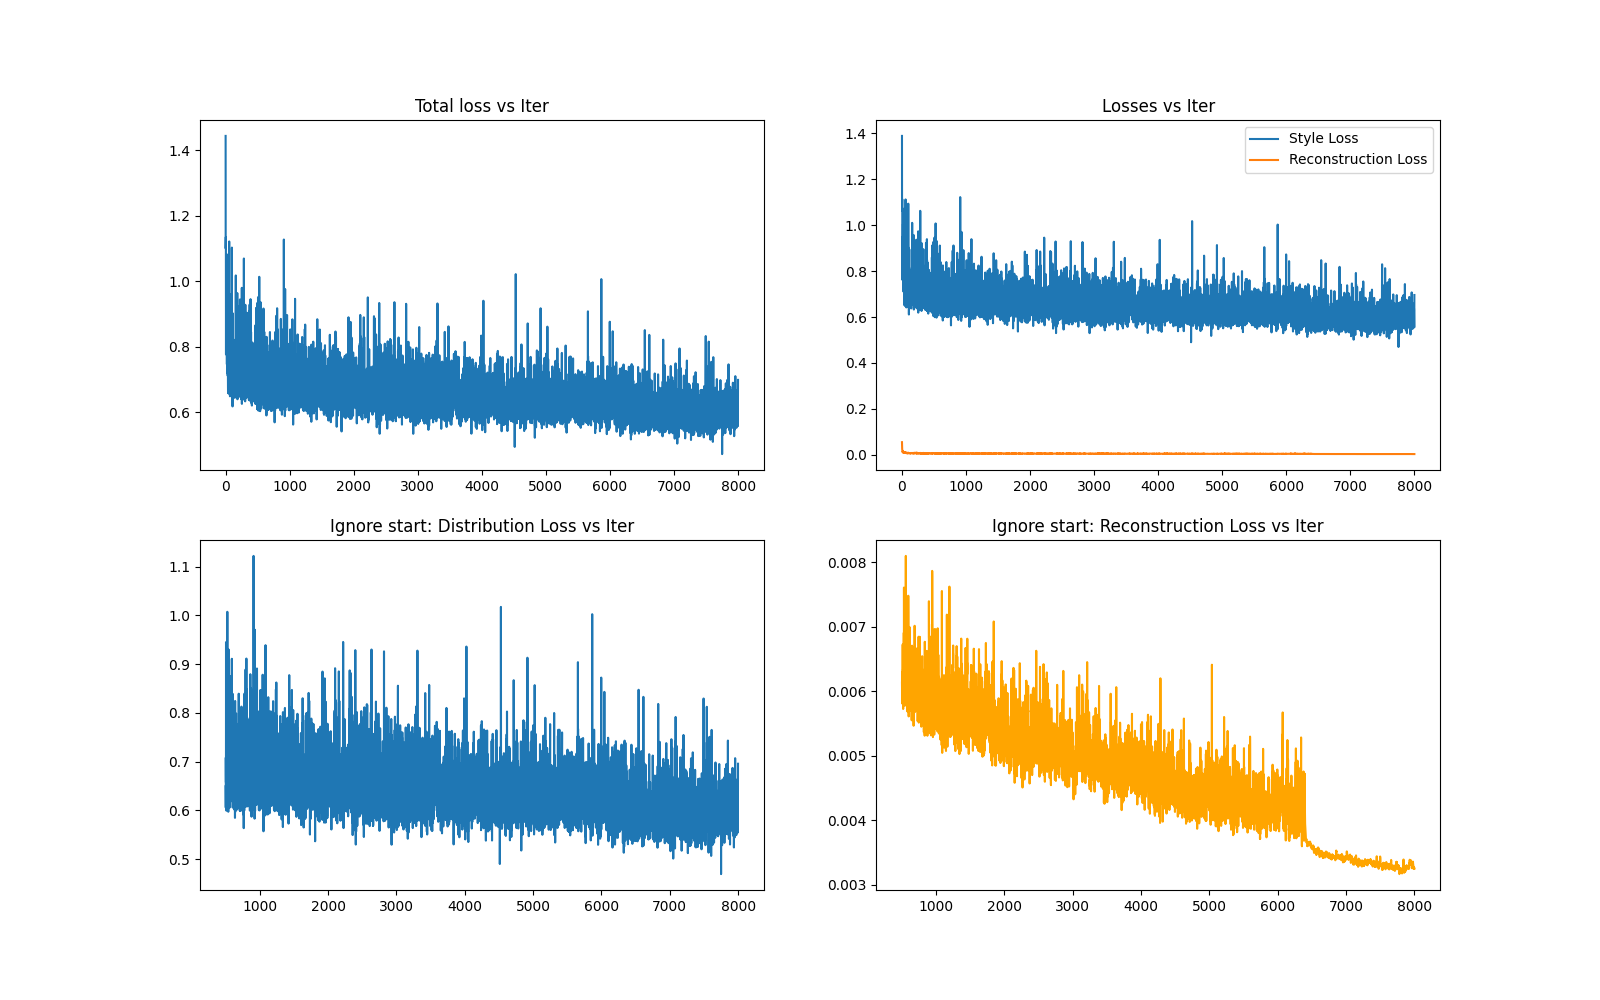 Total loss vs Iter
1.4
1.2
1.0
0.8
0.6
0 1000 2000 3000 4000 5000 6000 7000 8000
Losses vs Iter
Style Loss
Reconstruction Loss
1.4
1.2
1.0
0.8
0.6
0.4
0.2
0.0
0 1000 2000 3000 4000 5000 6000 7000 8000
Ignore start: Distribution Loss vs Iter
1.1
1.0
0.9
0.8
0.7
0.6
0.5
1000 2000 3000 4000 5000 6000 7000 8000
Ignore start: Reconstruction Loss vs Iter
0.008
0.007
0.006
0.005
0.004
0.003
1000 2000 3000 4000 5000 6000 7000 8000